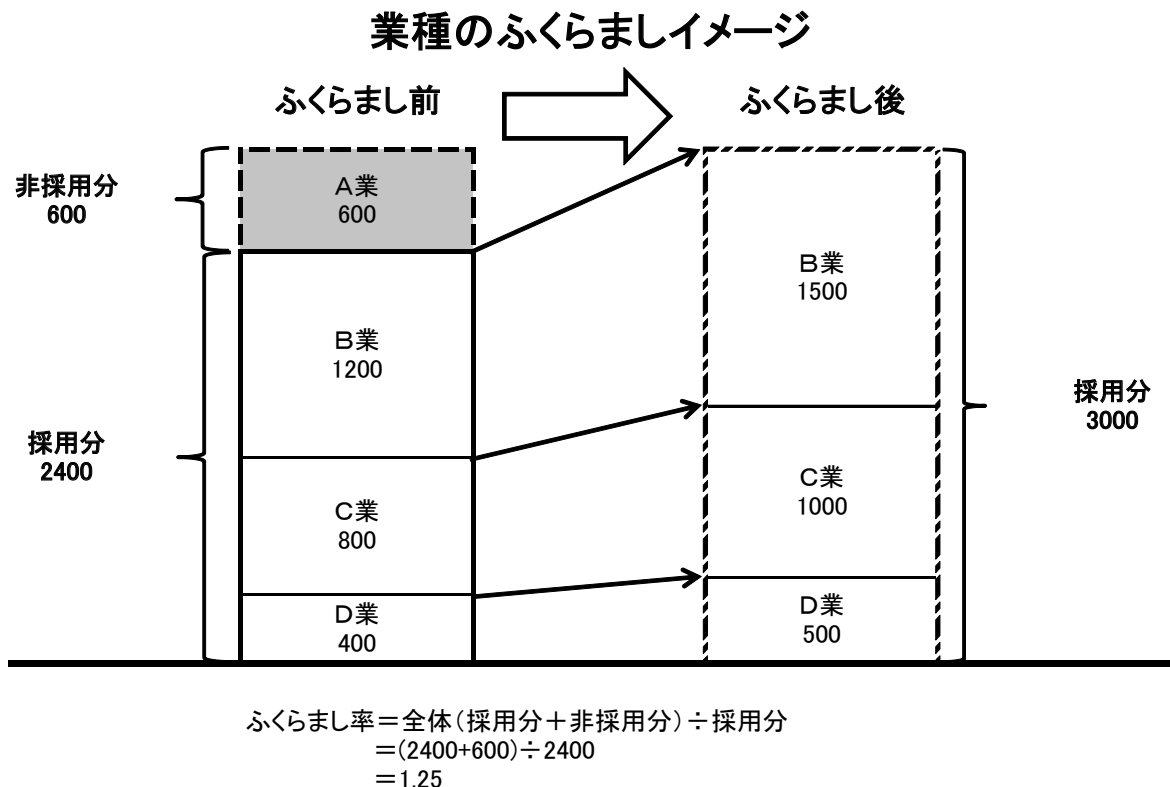 業種のふくらましイメージ
ふくらまし前
ふくらまし後
非採用分
600
A業
600
B業
1200
採用分
2400
C業
800
D業
400
B業
1500
C業
1000
D業
500
採用分
3000
ふくらまし率＝全体（採用分＋非採用分）÷採用分
＝(2400+600)÷2400
＝1.25